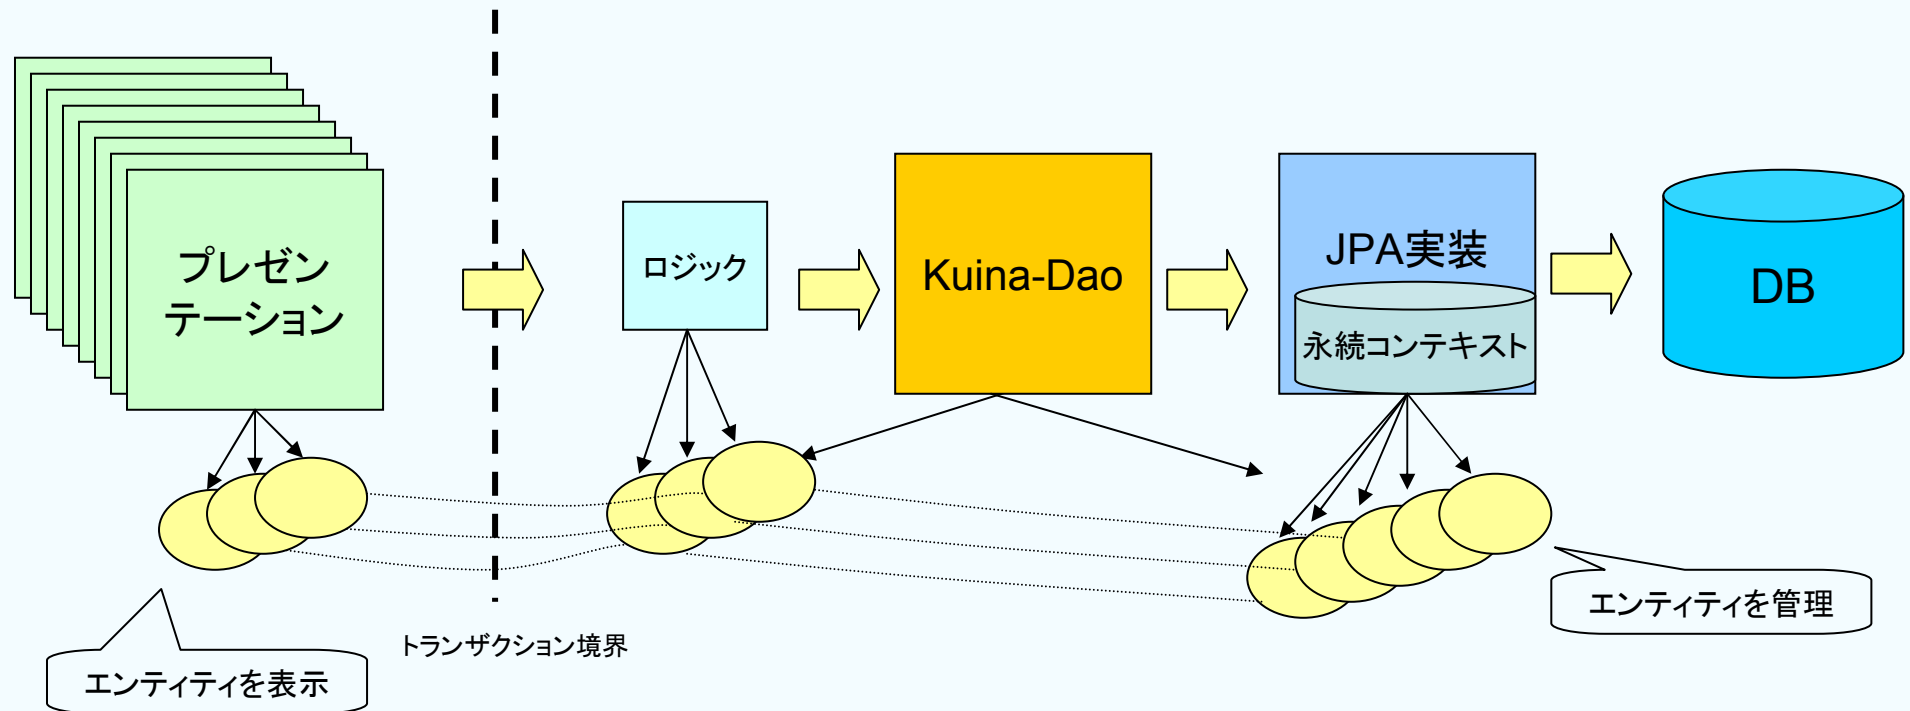 プレゼン
テーション
ロジック
Kuina-Dao
JPA実装
永続コンテキスト
DB
エンティティを管理
トランザクション境界
エンティティを表示